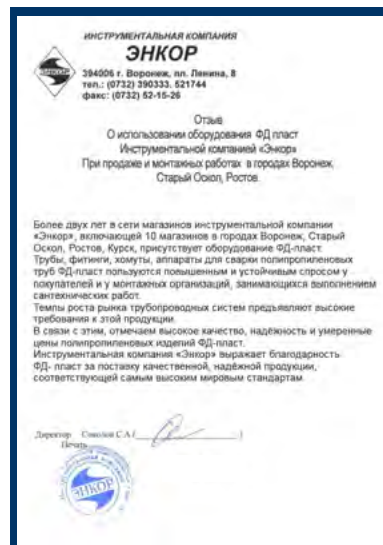 ИНСТРУМЕНТАЛЬНАЯ КОМПАНИЯ
ЭНКОР
394006 г. Воронеж, пл. Ленина, 8
тел.: (0732) 390333, 521744
факс: (0732) 52-15-26
ЭНКОР
Отзыв
О использовании оборудования ФД пласт
Инструментальной компанией «Энкор»
При продаже и монтажных работах в городах Воронеж,
Старый Оскол, Ростов.
Более двух лет в сети магазинов инструментальной компании
«Энкор», включающей 10 магазинов в городах Воронеж, Старый
Оскол, Ростов, Курск, присутствует оборудование ФД-пласт.
Трубы, фитинги, хомуты, аппараты для сварки полипропиленовых
труб ФД-пласт пользуются повышенным и устойчивым спросом у
покупателей и у монтажных организаций, занимающихся выполнением
сантехнических работ.
Темпы роста рынка трубопроводных систем предъявляют высокие
требования к этой продукции.
В связи с этим, отмечаем высокое качество, надёжность и умеренные
цены полипропиленовых изделий ФД-пласт.
Инструментальная компания «Энкор» выражает благодарность
ФД- пласт за поставку качественной, надёжной продукции,
соответствующей самым высоким мировым стандартам.
Директор Соколов С.А (
)
Печать
ЭНКОР